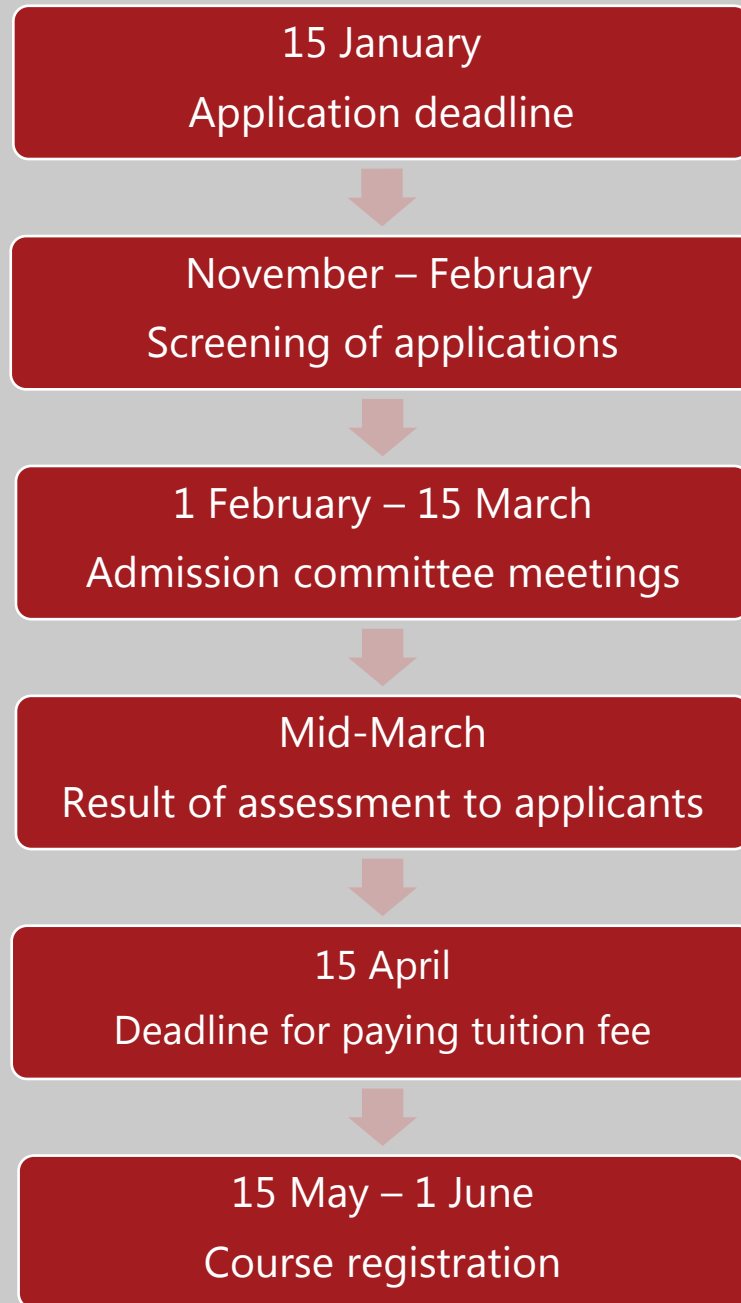 15 January
Application deadline
November – February
Screening of applications
1 February – 15 March
Admission committee meetings
Mid-March
Result of assessment to applicants
15 April
Deadline for paying tuition fee
15 May – 1 June
Course registration